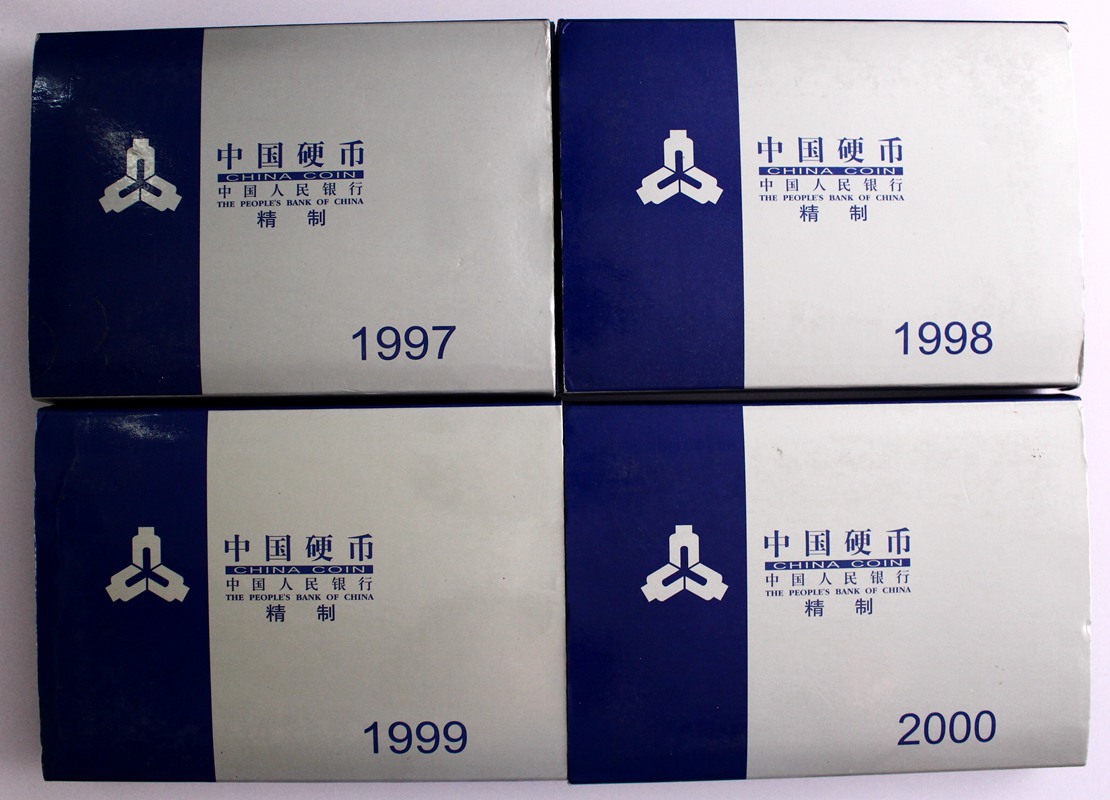 中国硬币
CHINA COIN
中国人民银行
THE PEOPLE'S BANK OF CHINA
精制
1997
中国硬币
CHINA COIN
中国人民银行
THE PEOPLE'S BANK OF CHINA
精制
1998
中国硬币
CHINA COIN
中国人民银行
THE PEOPLE'S BANK OF CHINA
精制
1999
中国硬币
CHINA COIN
中国人民银行
THE PEOPLE'S BANK OF CHINA
精制
2000